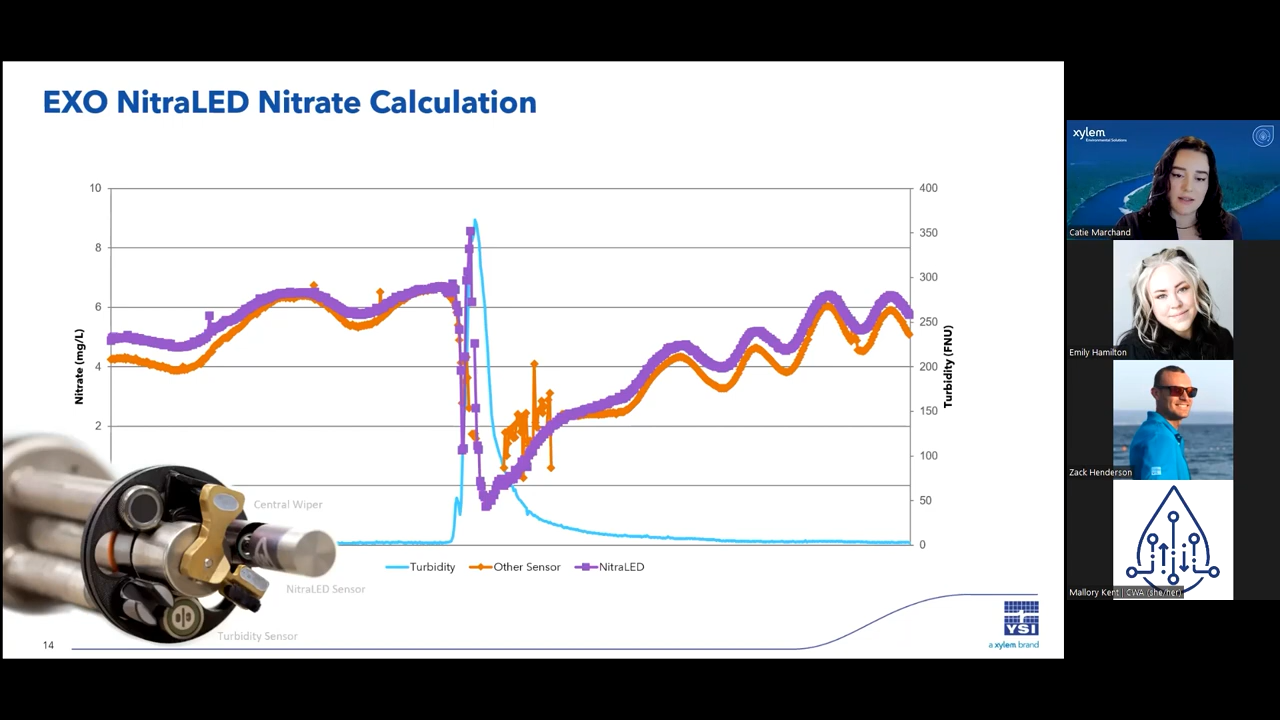 EXO NitraLED Nitrate Calculation
10
8
6
4
2
Nitrate (mg/L)
400
350
300
250
200
150
100
50
0
Turbidity (FNU)
Turbidity
Other Sensor
NitraLED
Central Wiper
NitraLED Sensor
Turbidity Sensor
14
YSI
a xylem brand
xylem
Environmental Solutions
Catie Marchand
Emily Hamilton
Zack Henderson
Mallory Kent | CWA (she/her)